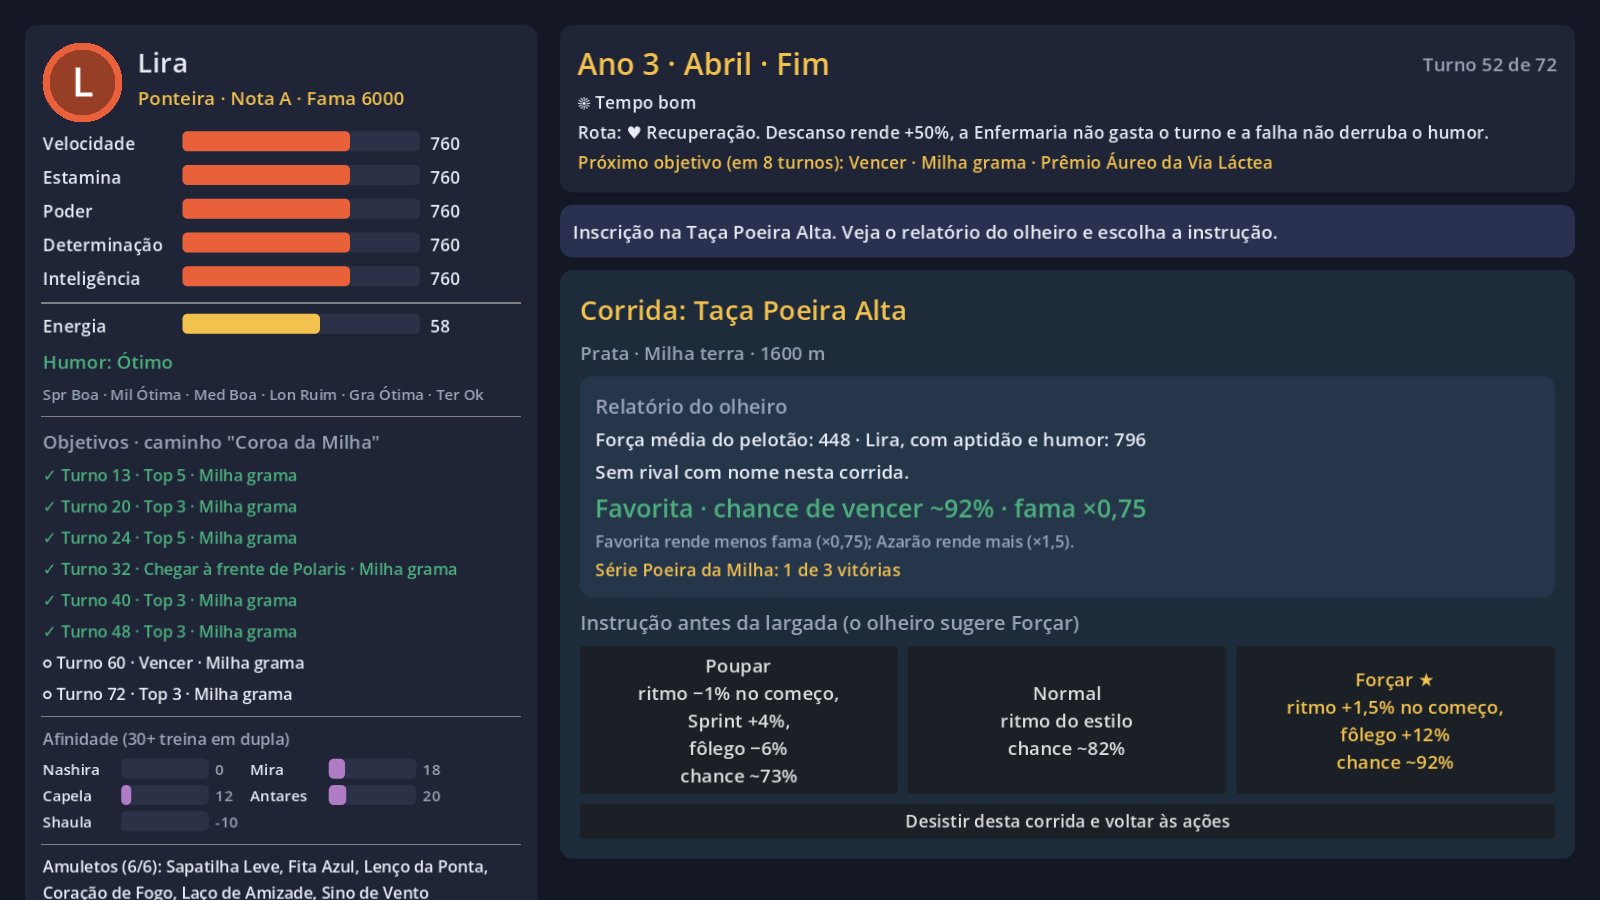 L
Lira
Ponteira · Nota A · Fama 6000
Velocidade 760
Estamina 760
Poder 760
Determinação 760
Inteligência 760
Energia 58
Humor: Ótimo
Spr Boa · Mil Ótima · Med Boa · Lon Ruim · Gra Ótima · Ter Ok
Objetivos · caminho "Coroa da Milha"
✓ Turno 13 · Top 5 · Milha grama
✓ Turno 20 · Top 3 · Milha grama
✓ Turno 24 · Top 5 · Milha grama
✓ Turno 32 · Chegar à frente de Polaris · Milha grama
✓ Turno 40 · Top 3 · Milha grama
✓ Turno 48 · Top 3 · Milha grama
○ Turno 60 · Vencer · Milha grama
○ Turno 72 · Top 3 · Milha grama
Afinidade (30+ treina em dupla)
Nashira 0 Mira 18
Capela 12 Antares 20
Shaula -10
Amuletos (6/6): Sapatilha Leve, Fita Azul, Lenço da Ponta,
Coração de Fogo, Laço de Amizade, Sino de Vento
Ano 3 · Abril · Fim
Turno 52 de 72
☀ Tempo bom
Rota: ♥ Recuperação. Descanso rende +50%, a Enfermaria não gasta o turno e a falha não derruba o humor.
Próximo objetivo (em 8 turnos): Vencer · Milha grama · Prêmio Áureo da Via Láctea
Inscrição na Taça Poeira Alta. Veja o relatório do olheiro e escolha a instrução.
Corrida: Taça Poeira Alta
Prata · Milha terra · 1600 m
Relatório do olheiro
Força média do pelotão: 448 · Lira, com aptidão e humor: 796
Sem rival com nome nesta corrida.
Favorita · chance de vencer ~92% · fama ×0,75
Favorita rende menos fama (×0,75); Azarão rende mais (×1,5).
Série Poeira da Milha: 1 de 3 vitórias
Instrução antes da largada (o olheiro sugere Forçar)
Poupar
ritmo −1% no começo,
Sprint +4%,
fôlego −6%
chance ~73%
Normal
ritmo do estilo
chance ~82%
Forçar ★
ritmo +1,5% no começo,
fôlego +12%
chance ~92%
Desistir desta corrida e voltar às ações